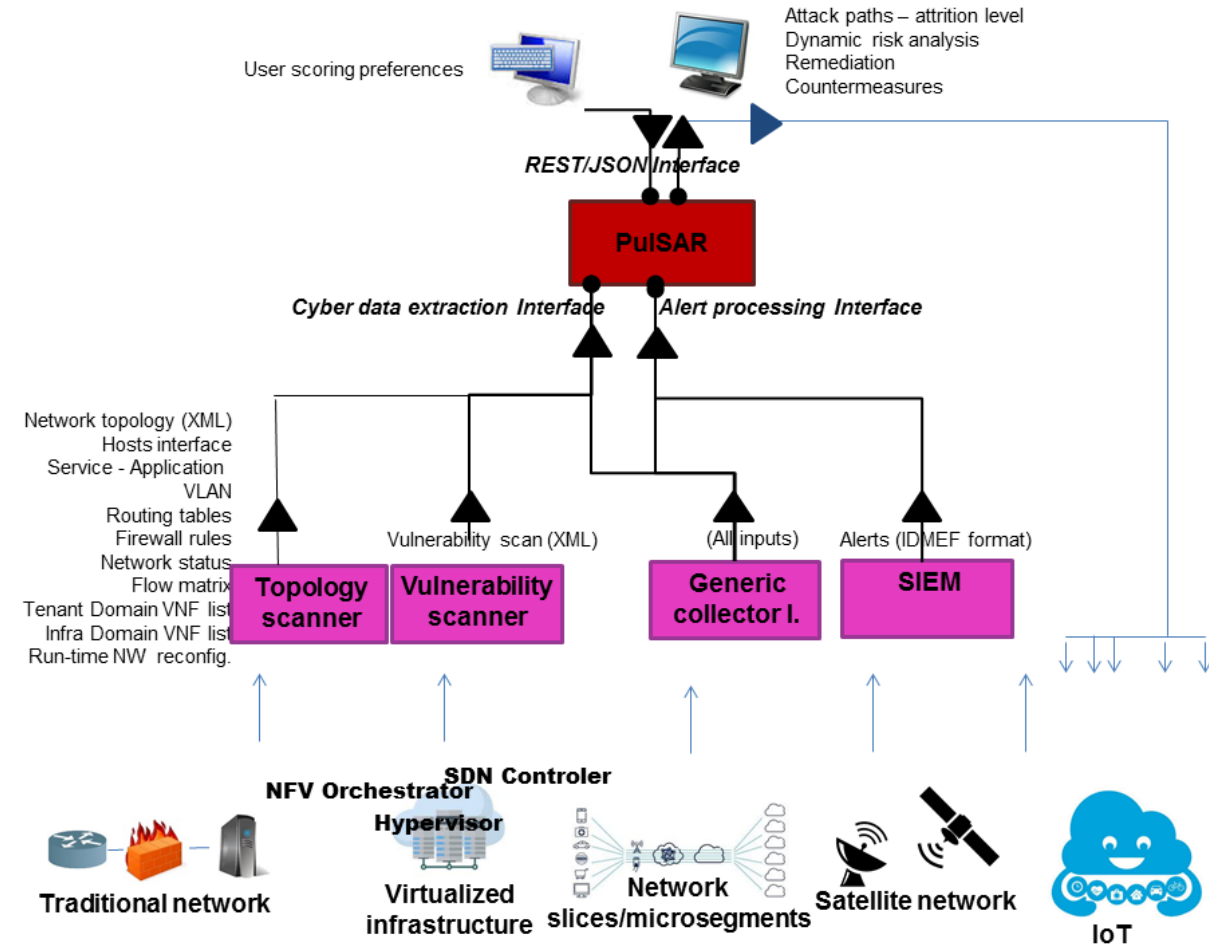 Attack paths – attrition level
Dynamic risk analysis
Remediation
Countermeasures
User scoring preferences
REST/JSON Interface
PulSAR
Cyber data extraction Interface
Alert processing Interface
Network topology (XML)
Hosts interface
Service - Application
VLAN
Routing tables
Firewall rules
Network status
Flow matrix
Tenant Domain VNF list
Infra Domain VNF list
Run-time NW reconfig.
Vulnerability scan (XML)
(All inputs)
Alerts (IDMEF format)
Topology
scanner
Vulnerability
scanner
Generic
collector I.
SIEM
SDN Controler
NFV Orchestrator
Hypervisor
Traditional network
Virtualized
infrastructure
Network
slices/microsegments
Satellite network
IoT